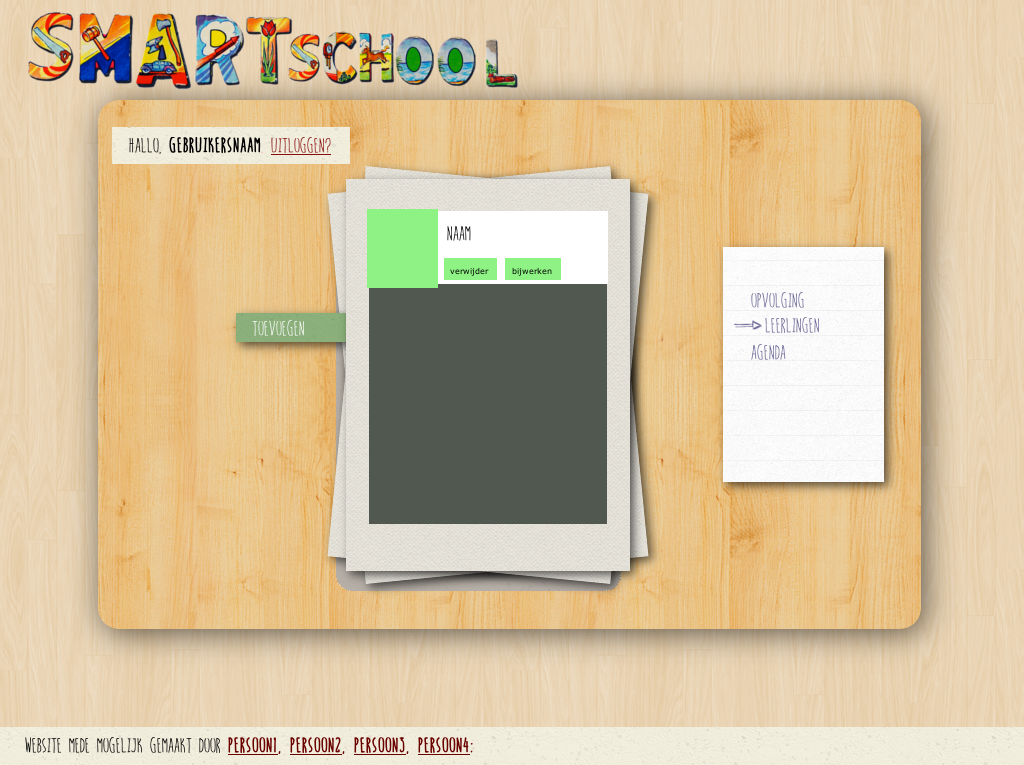 SMARTSCHOOL
HALLO, GEBRUIKERSNAAM UITLOGGEN?
NAAM
verwijder bijwerken
TOEVOEGEN
OPVOLGING
LEERLINGEN
AGENDA
WEBSITE MEDE MOGELIJK GEMAAKT DOOR PERSOON1, PERSOON2, PERSOON3, PERSOON4: